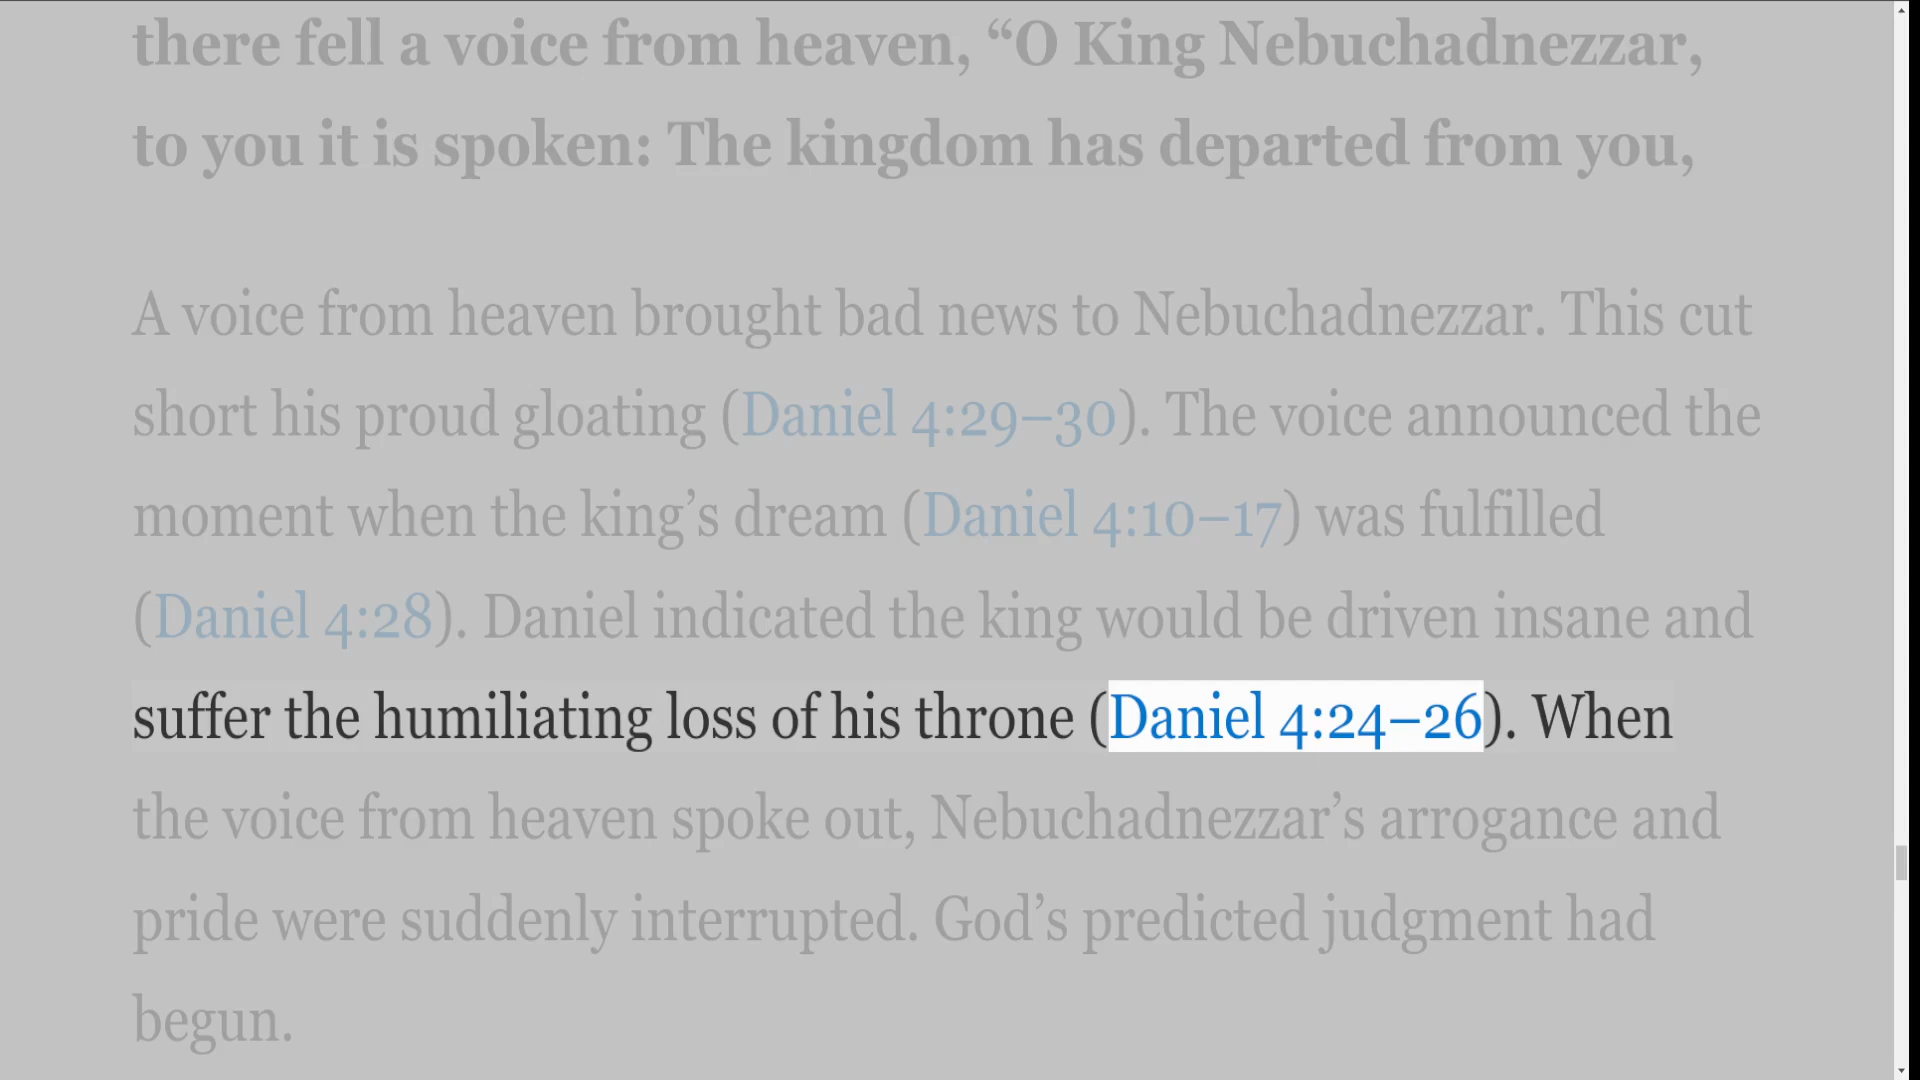 there fell a voice from heaven, “O King Nebuchadnezzar,
to you it is spoken: The kingdom has departed from you,
A voice from heaven brought bad news to Nebuchadnezzar. This cut
short his proud gloating (Daniel 4:29–30). The voice announced the
moment when the king’s dream (Daniel 4:10–17) was fulfilled
(Daniel 4:28). Daniel indicated the king would be driven insane and
suffer the humiliating loss of his throne (Daniel 4:24–26). When
the voice from heaven spoke out, Nebuchadnezzar’s arrogance and
pride were suddenly interrupted. God’s predicted judgment had
begun.